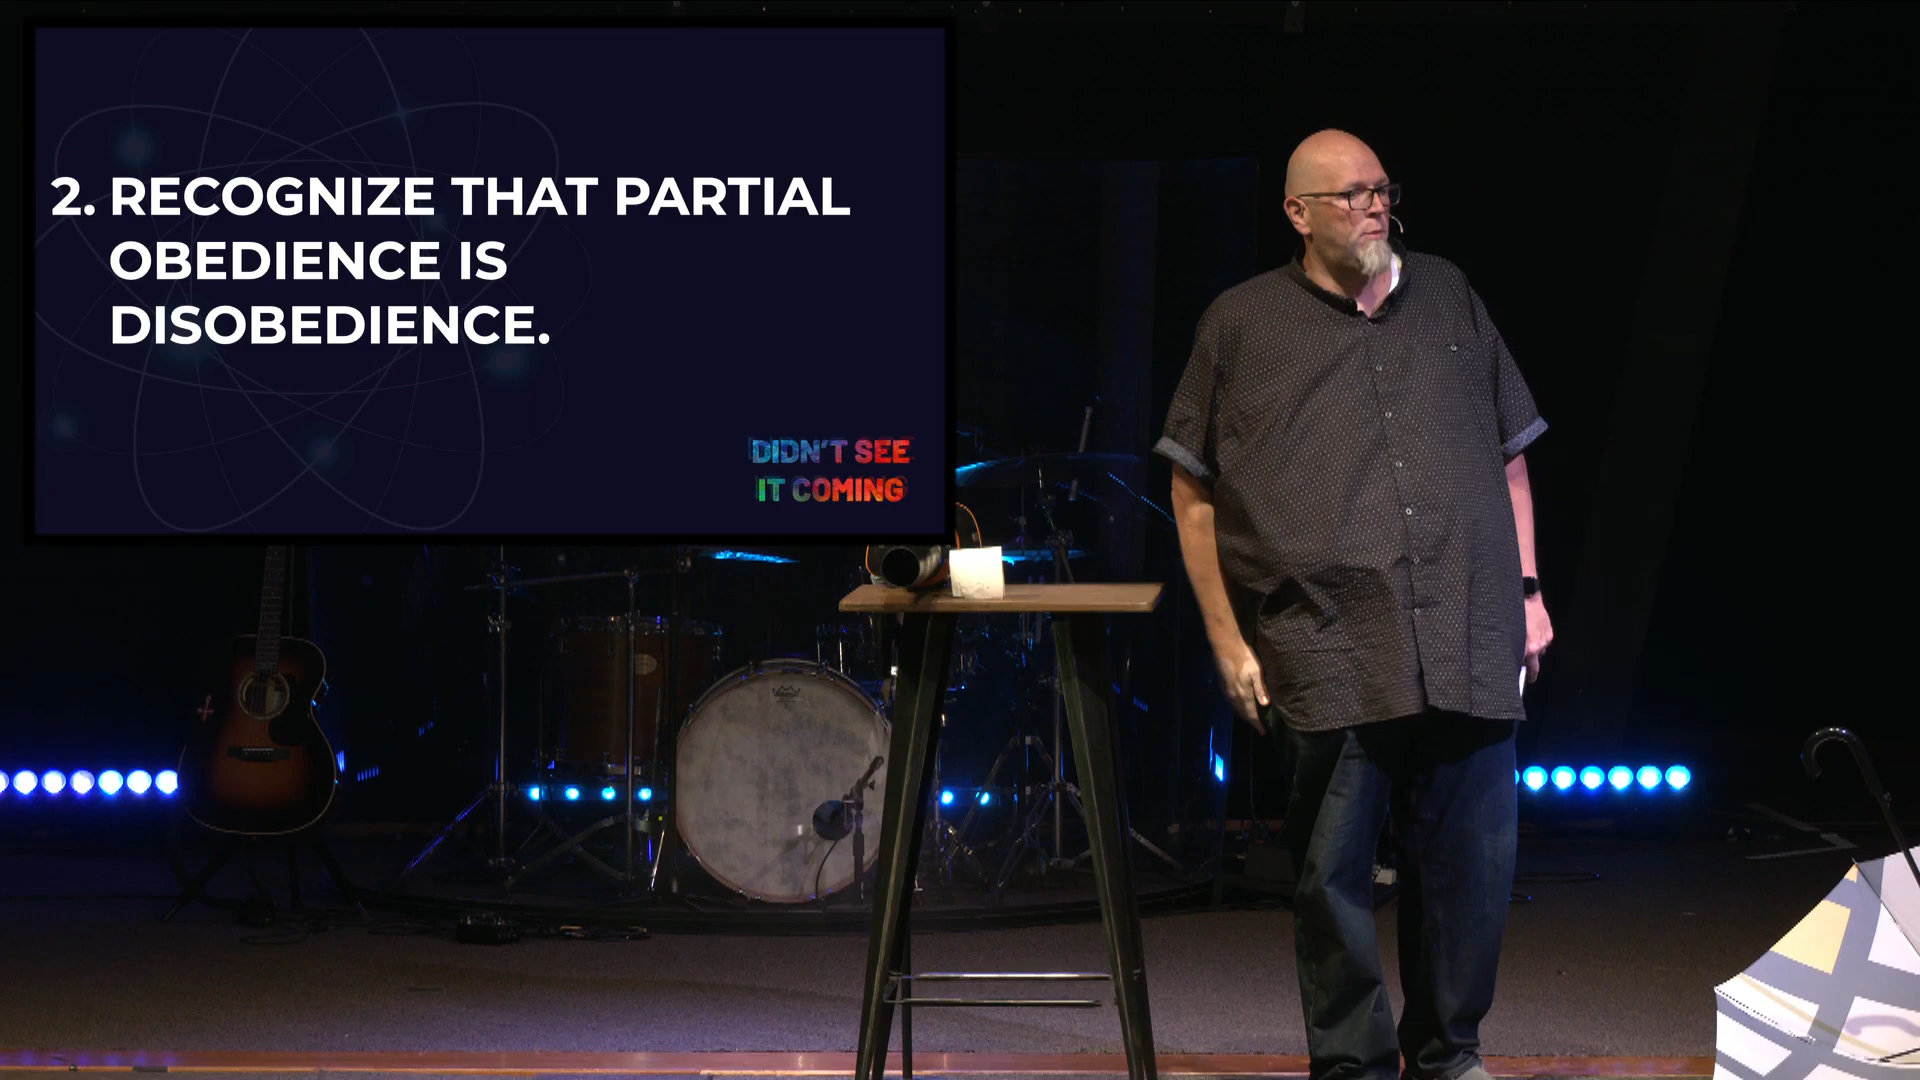 2. RECOGNIZE THAT PARTIAL
OBEDIENCE IS
DISOBEDIENCE.
DIDN'T SEE
IT COMING